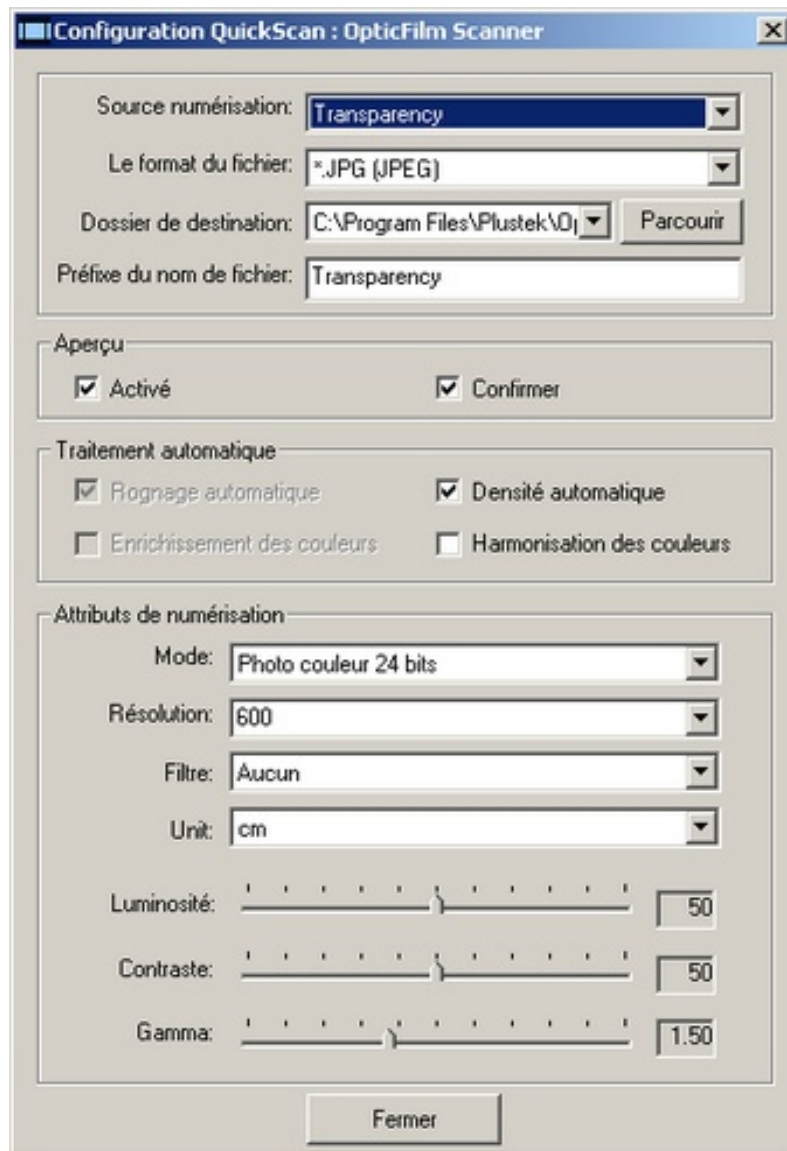 Configuration QuickScan : OpticFilm Scanner
Source numérisation: Transparency
Le format du fichier: *.JPG (JPEG)
Dossier de destination: C:\Program Files\Plustek\Op Parcourir
Préfixe du nom de fichier: Transparency
Aperçu
Activé Confirmer
Traitement automatique
Rognage automatique Densité automatique
Enrichissement des couleurs Harmonisation des couleurs
Attributs de numérisation
Mode: Photo couleur 24 bits
Résolution: 600
Filtre: Aucun
Unit: cm
Luminosité: 50
Contraste: 50
Gamma: 1.50
Fermer